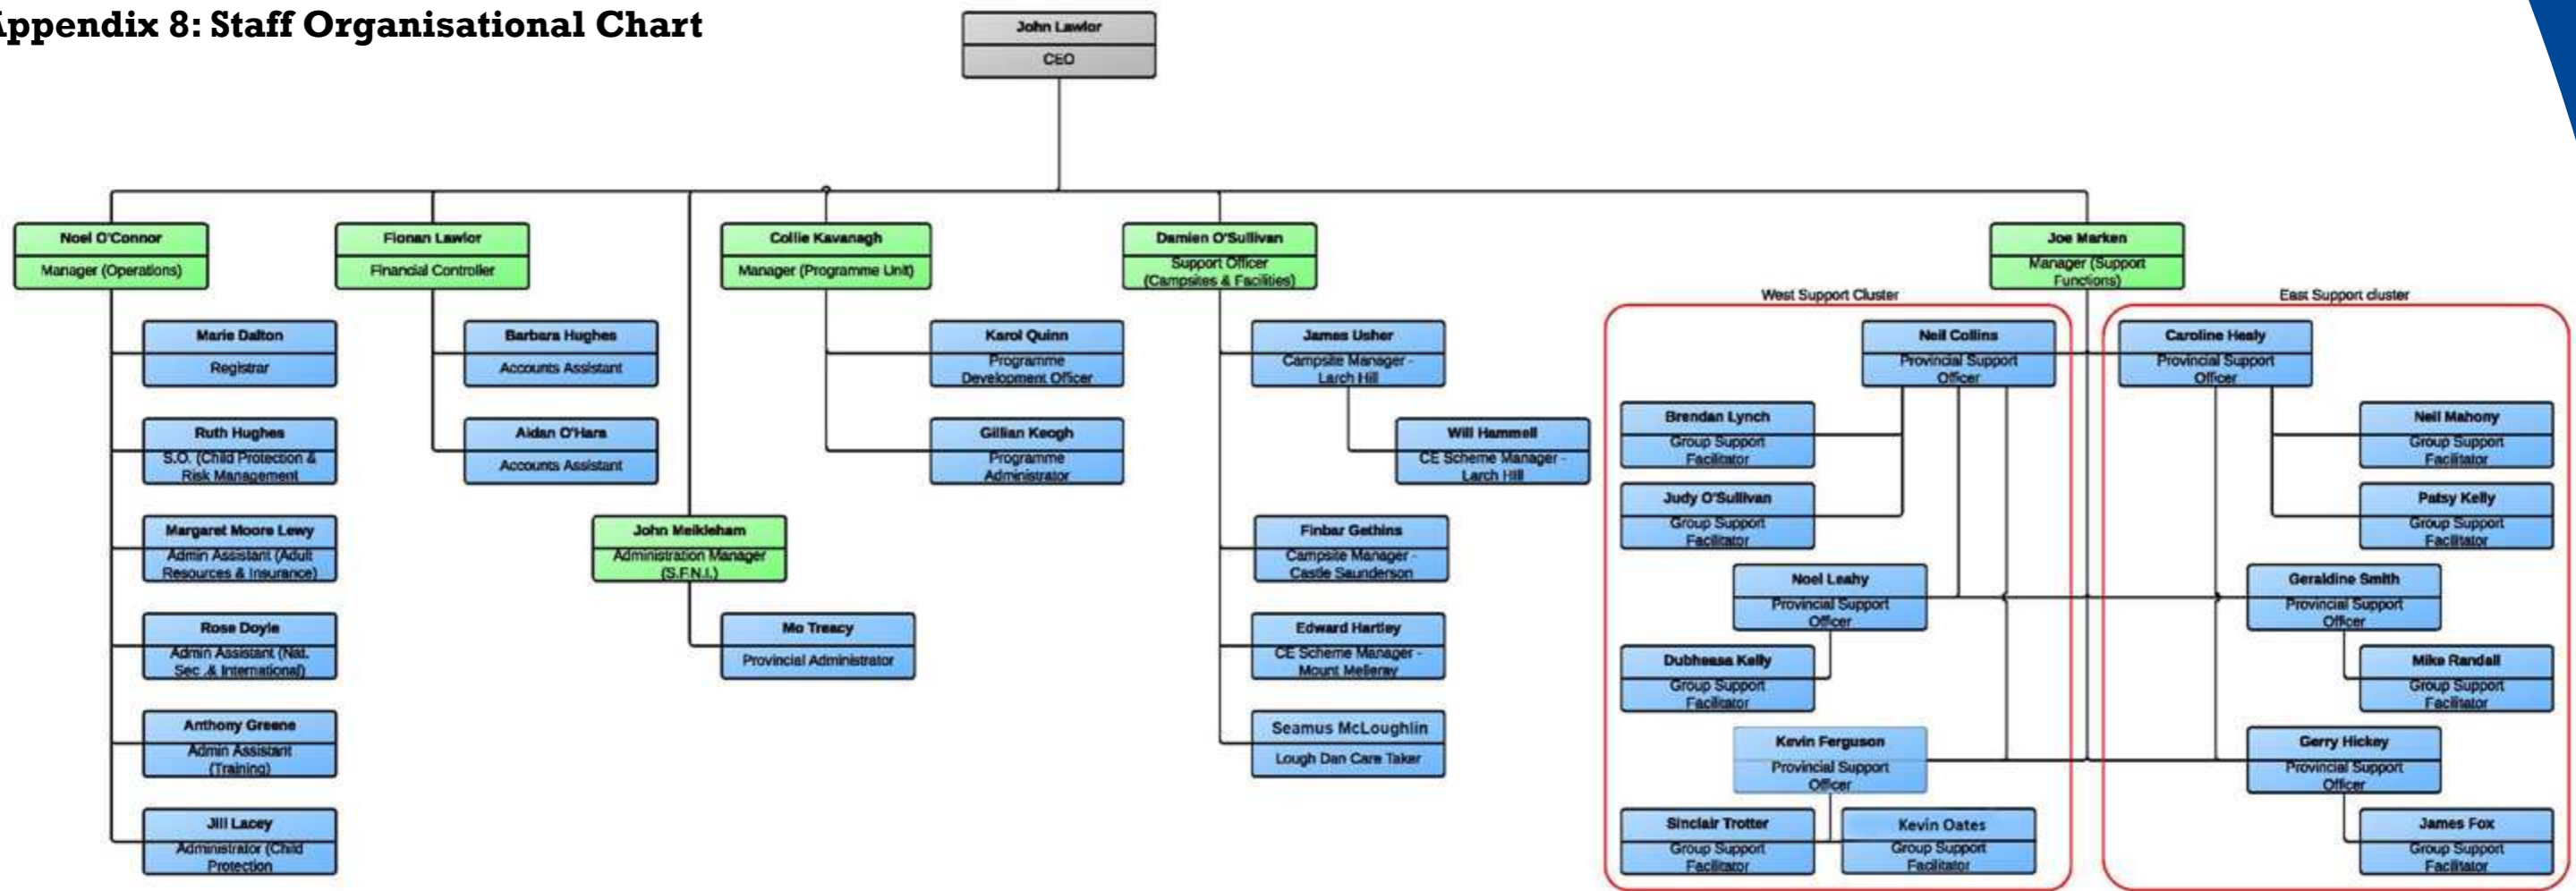 Appendix 8: Staff Organisational Chart
John Lawlor
CEO
Noel O'Connor
Manager (Operations)
Marie Dalton
Registrar
Ruth Hughes
S.O. (Child Protection &
Risk Management
Margaret Moore Lewy
Admin Assistant (Adult
Resources & Insurance)
Rose Doyle
Admin Assistant (Nat.
Sec .& International)
Anthony Greene
Admin Assistant
(Training)
Jill Lacey
Administrator (Child
Protection
Fionan Lawlor
Financial Controller
Barbara Hughes
Accounts Assistant
Aidan O'Hara
Accounts Assistant
John Meikleham
Administration Manager
(S.F.N.I.)
Mo Treacy
Provincial Administrator
Collie Kavanagh
Manager (Programme Unit)
Karol Quinn
Programme
Development Officer
Gillian Keogh
Programme
Administrator
Damien O'Sullivan
Support Officer
(Campsites & Facilities)
James Usher
Campsite Manager -
Larch Hill
Will Hammell
CE Scheme Manager -
Larch Hill
Finbar Gethins
Campsite Manager -
Castle Saunderson
Edward Hartley
CE Scheme Manager -
Mount Melleray
Seamus McLoughlin
Lough Dan Care Taker
Joe Marken
Manager (Support
Functions)
West Support Cluster
Neil Collins
Provincial Support
Officer
Brendan Lynch
Group Support
Facilitator
Judy O'Sullivan
Group Support
Facilitator
Noel Leahy
Provincial Support
Officer
Dubheasa Kelly
Group Support
Facilitator
Kevin Ferguson
Provincial Support
Officer
Sinclair Trotter
Group Support
Facilitator
Kevin Oates
Group Support
Facilitator
East Support cluster
Caroline Healy
Provincial Support
Officer
Neil Mahony
Group Support
Facilitator
Patsy Kelly
Group Support
Facilitator
Geraldine Smith
Provincial Support
Officer
Mike Randall
Group Support
Facilitator
Gerry Hickey
Provincial Support
Officer
James Fox
Group Support
Facilitator